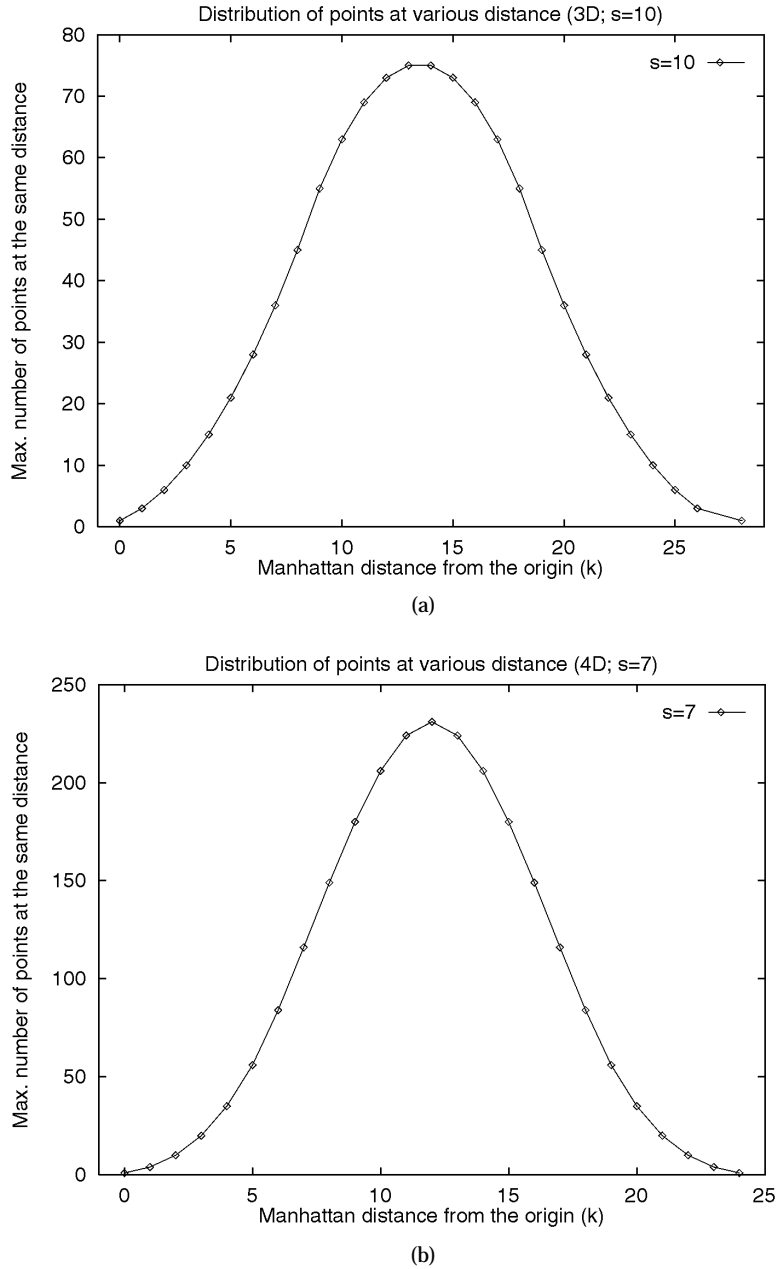 Distribution of points at various distance (3D; s=10)
80
70
60
50
40
30
20
10
0
Max. number of points at the same distance
s=10
0 5 10 15 20 25
Manhattan distance from the origin (k)
(a)
Distribution of points at various distance (4D; s=7)
250
200
150
100
50
0
Max. number of points at the same distance
s=7
0 5 10 15 20 25
Manhattan distance from the origin (k)
(b)